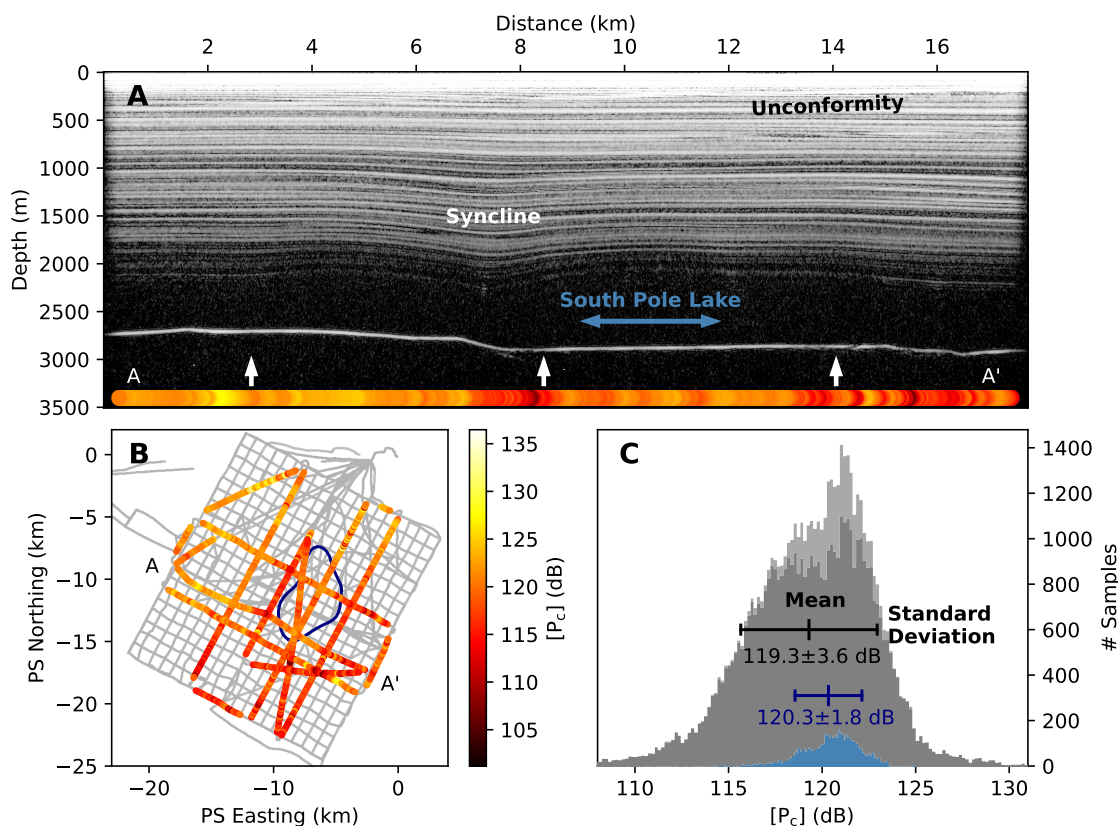 Distance (km)
2 4 6 8 10 12 14 16
A
Unconformity
Depth (m)
0
500
1000
1500
2000
2500
3000
3500
Syncline
South Pole Lake
A A'
B
PS Northing (km)
0
−5
−10
−15
−20
−25
A
A'
−20 −10 0
PS Easting (km)
135
130
125
120
115
110
105
[Pc] (dB)
C
Mean
119.3±3.6 dB
Standard
Deviation
120.3±1.8 dB
1400
1200
1000
800
600
400
200
0
# Samples
110 115 120 125 130
[Pc] (dB)